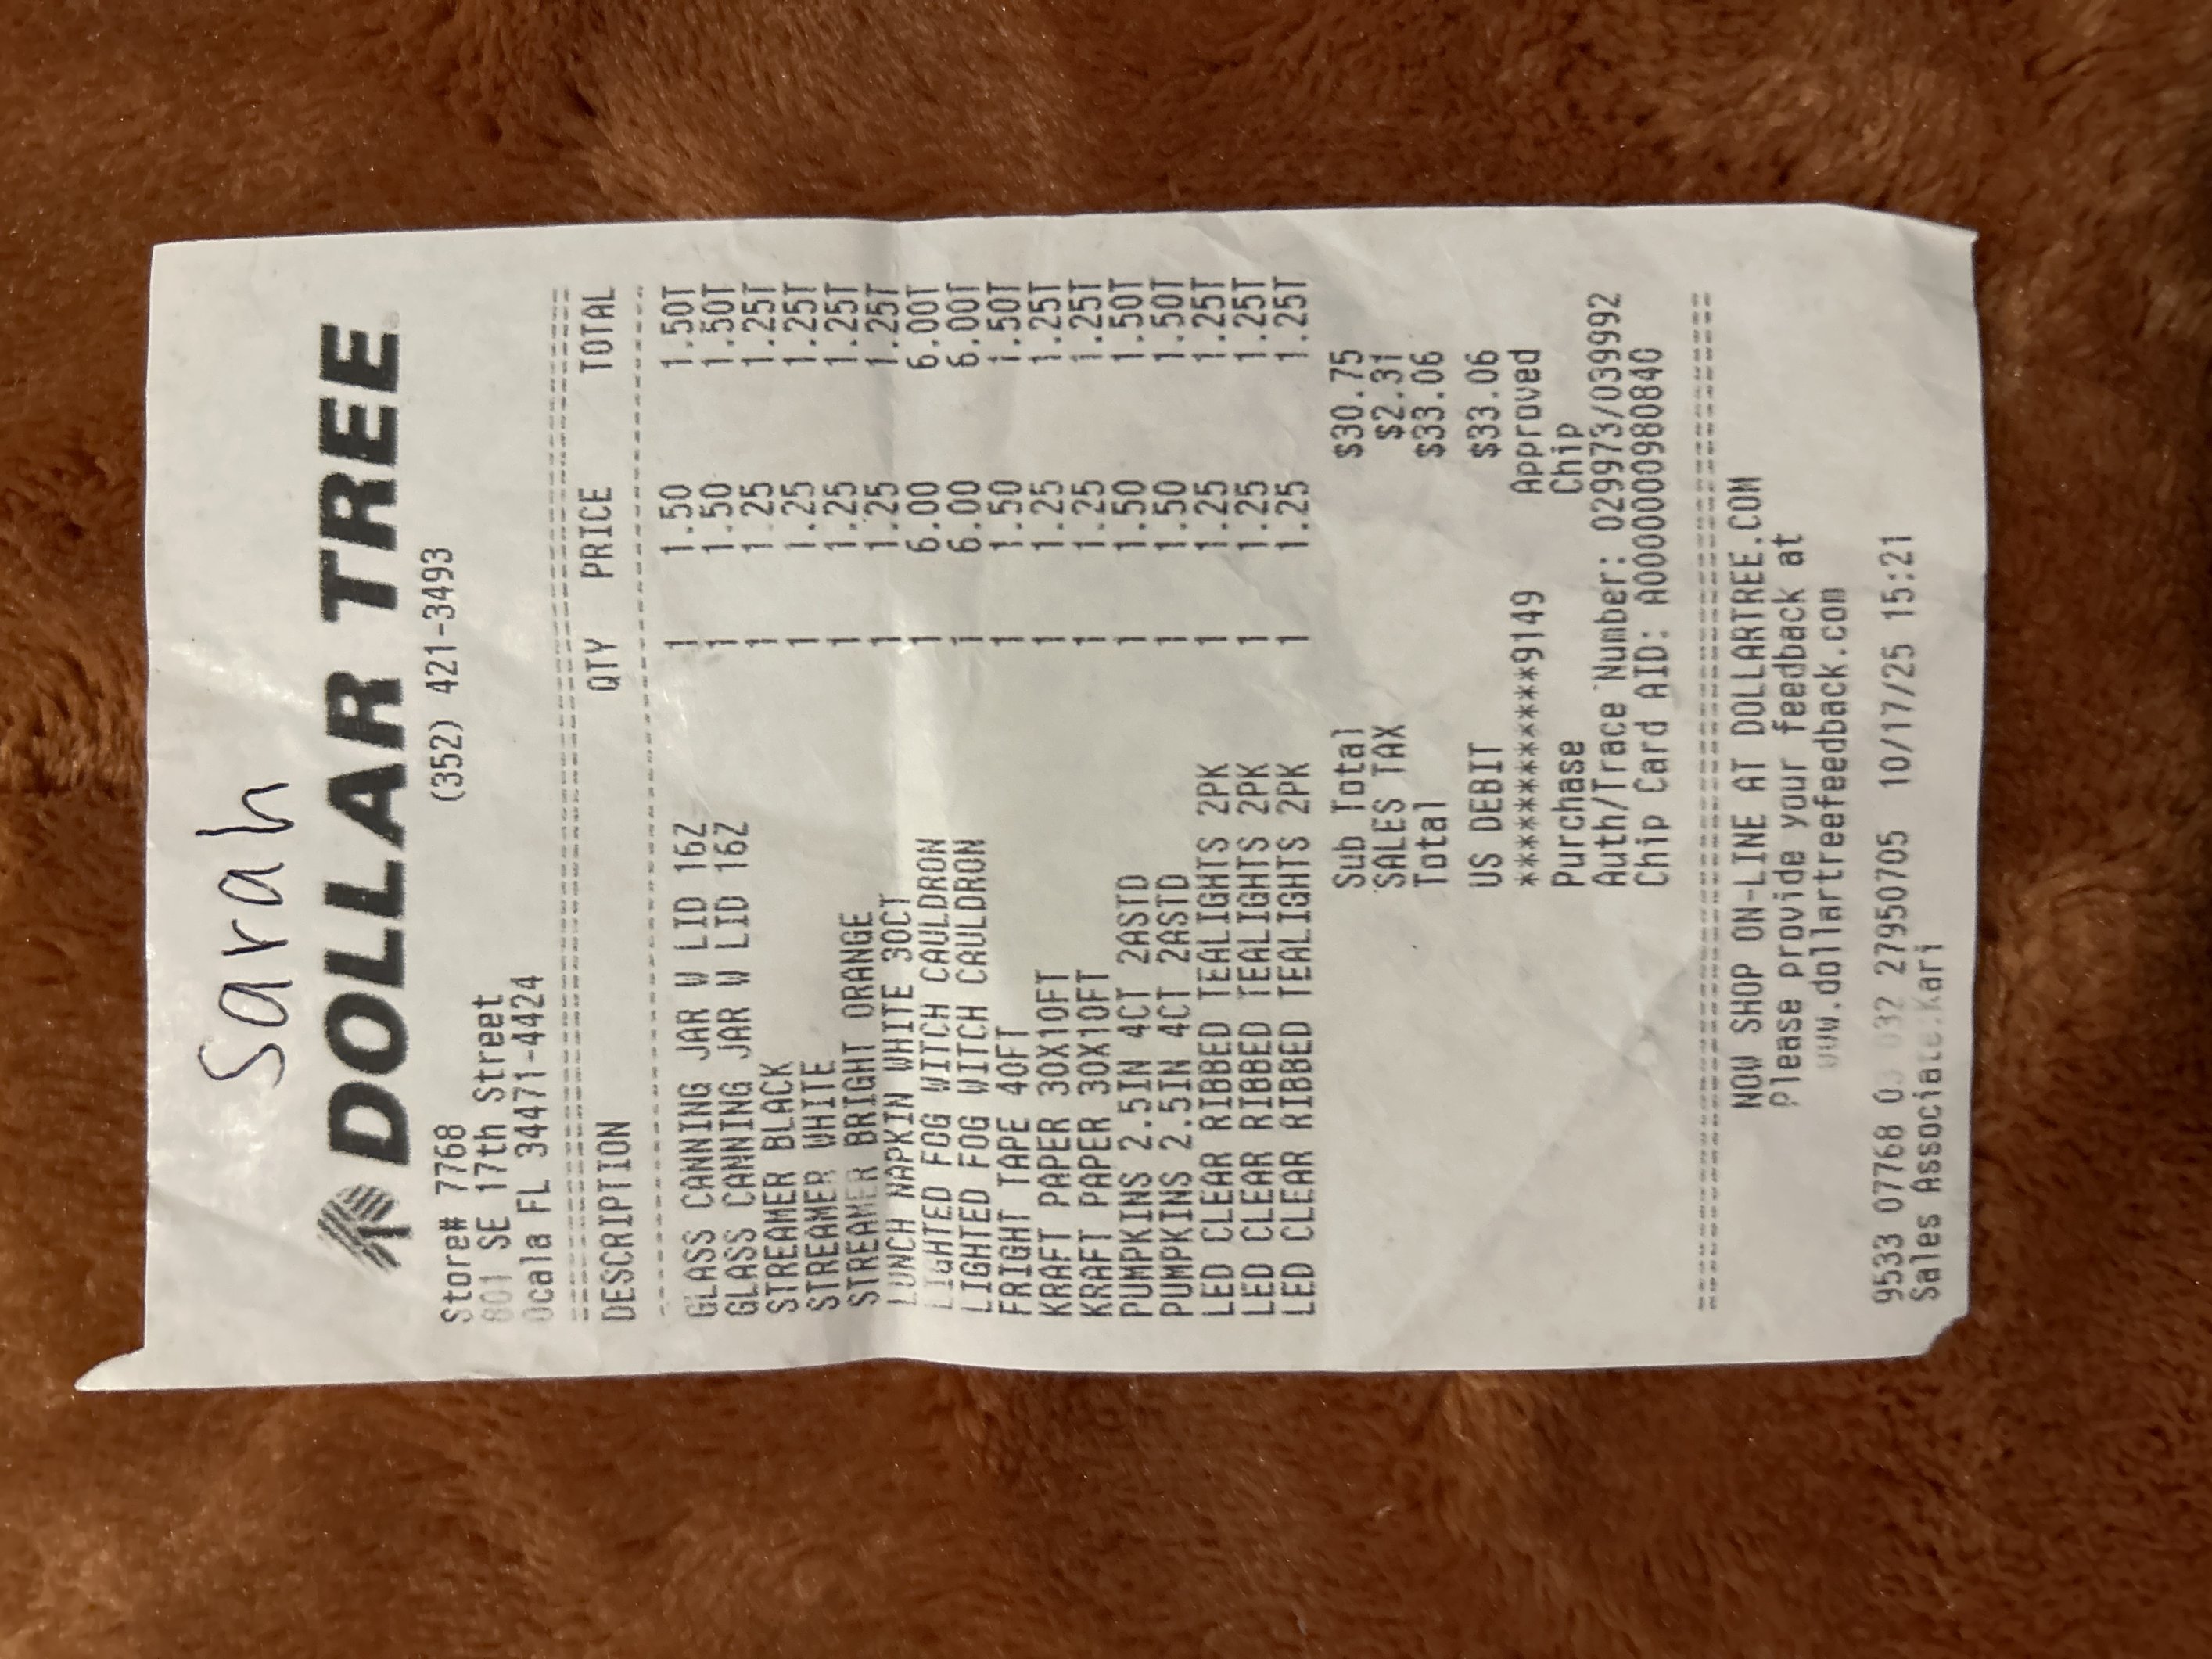 Sarah
DOLLAR TREE
Store# 7768
801 SE 17th Street
Ocala FL 34471-4424
(352) 421-3493
DESCRIPTION QTY PRICE TOTAL
GLASS CANNING JAR W LID 16Z 1 1.50 1.50T
GLASS CANNING JAR W LID 16Z 1 1.50 1.50T
STREAMER BLACK 1 1.25 1.25T
STREAMER WHITE 1 1.25 1.25T
STREAMER BRIGHT ORANGE 1 1.25 1.25T
LUNCH NAPKIN WHITE 30CT 1 1.25 1.25T
LIGHTED FOG WITCH CAULDRON 1 6.00 6.00T
LIGHTED FOG WITCH CAULDRON 1 6.00 6.00T
FRIGHT TAPE 40FT 1 1.50 1.50T
KRAFT PAPER 30X10FT 1 1.25 1.25T
KRAFT PAPER 30X10FT 1 1.25 1.25T
PUMPKINS 2.5IN 4CT 2ASTD 1 1.50 1.50T
PUMPKINS 2.5IN 4CT 2ASTD 1 1.50 1.50T
LED CLEAR RIBBED TEALIGHTS 2PK 1 1.25 1.25T
LED CLEAR RIBBED TEALIGHTS 2PK 1 1.25 1.25T
LED CLEAR RIBBED TEALIGHTS 2PK 1 1.25 1.25T
Sub Total $30.75
SALES TAX $2.31
Total $33.06
US DEBIT $33.06
************9149 Approved
Purchase Chip
Auth/Trace Number: 029973/039992
Chip Card AID: A0000000980840
NOW SHOP ON-LINE AT DOLLARTREE.COM
Please provide your feedback at
www.dollartreefeedback.com
9533 07768 032 27950705 10/17/25 15:21
Sales Associate:Kari